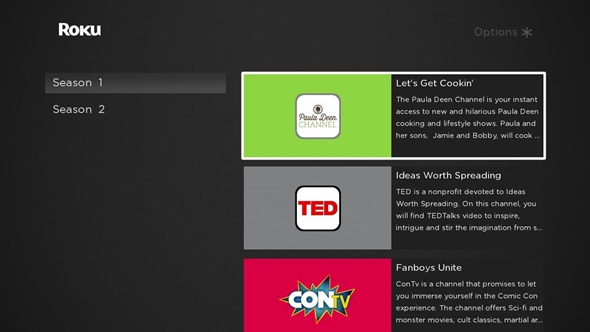 Roku
Options
Season 1
Season 2
Paula Deen
CHANNEL
Let's Get Cookin'
The Paula Deen Channel is your instant
access to new and hilarious Paula Deen
cooking and lifestyle shows. Paula and
her sons, Jamie and Bobby, will cook ...
TED
Ideas Worth Spreading
TED is a nonprofit devoted to Ideas
Worth Spreading. On this channel, you
will find TEDTalks video to inspire,
intrigue and stir the imagination from s...
CONTV
Fanboys Unite
ConTv is a channel that promises to let
you immerse yourself in the Comic Con
experience. The channel offers Sci-fi and
monster movies, cult classics, martial ar...